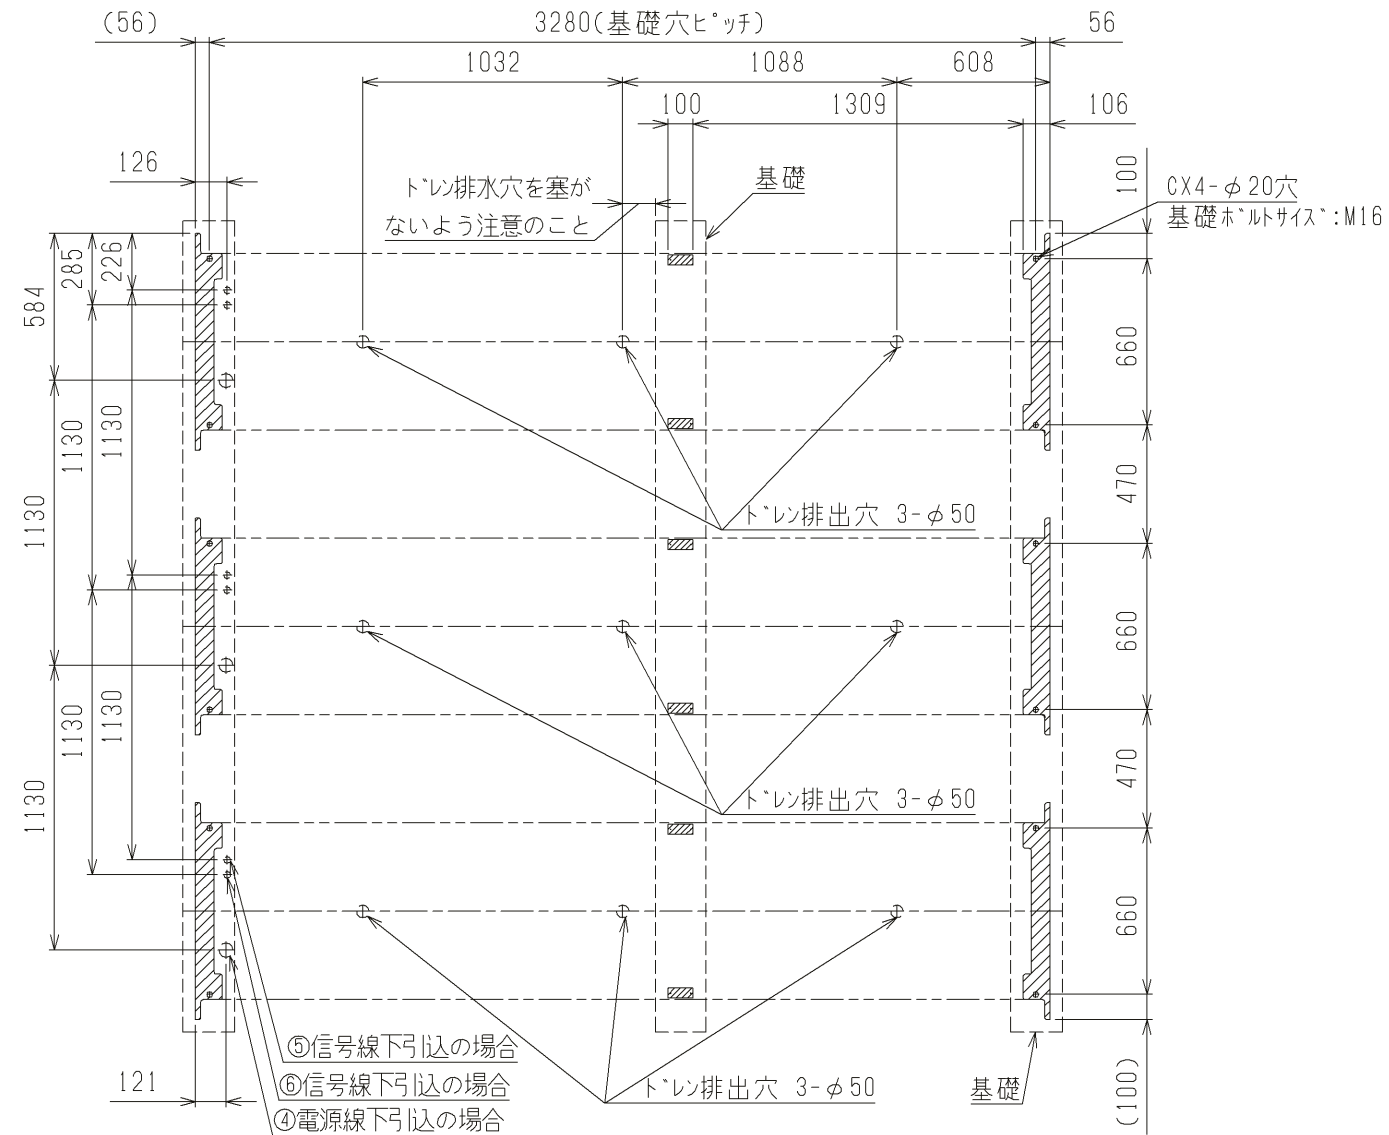 (56)
3280(基礎穴ピッチ)
56
1032
1088
608
100
1309
106
126
ドレン排水穴を塞が
ないよう注意のこと
基礎
100
CX4-φ20穴
基礎ボルトサイズ:M16
584
285
226
660
1130
1130
470
ドレン排出穴 3-φ50
1130
660
1130
1130
470
1130
ドレン排出穴 3-φ50
660
⑤信号線下引込の場合
121
⑥信号線下引込の場合
ドレン排出穴 3-φ50
基礎
(100)
④電源線下引込の場合